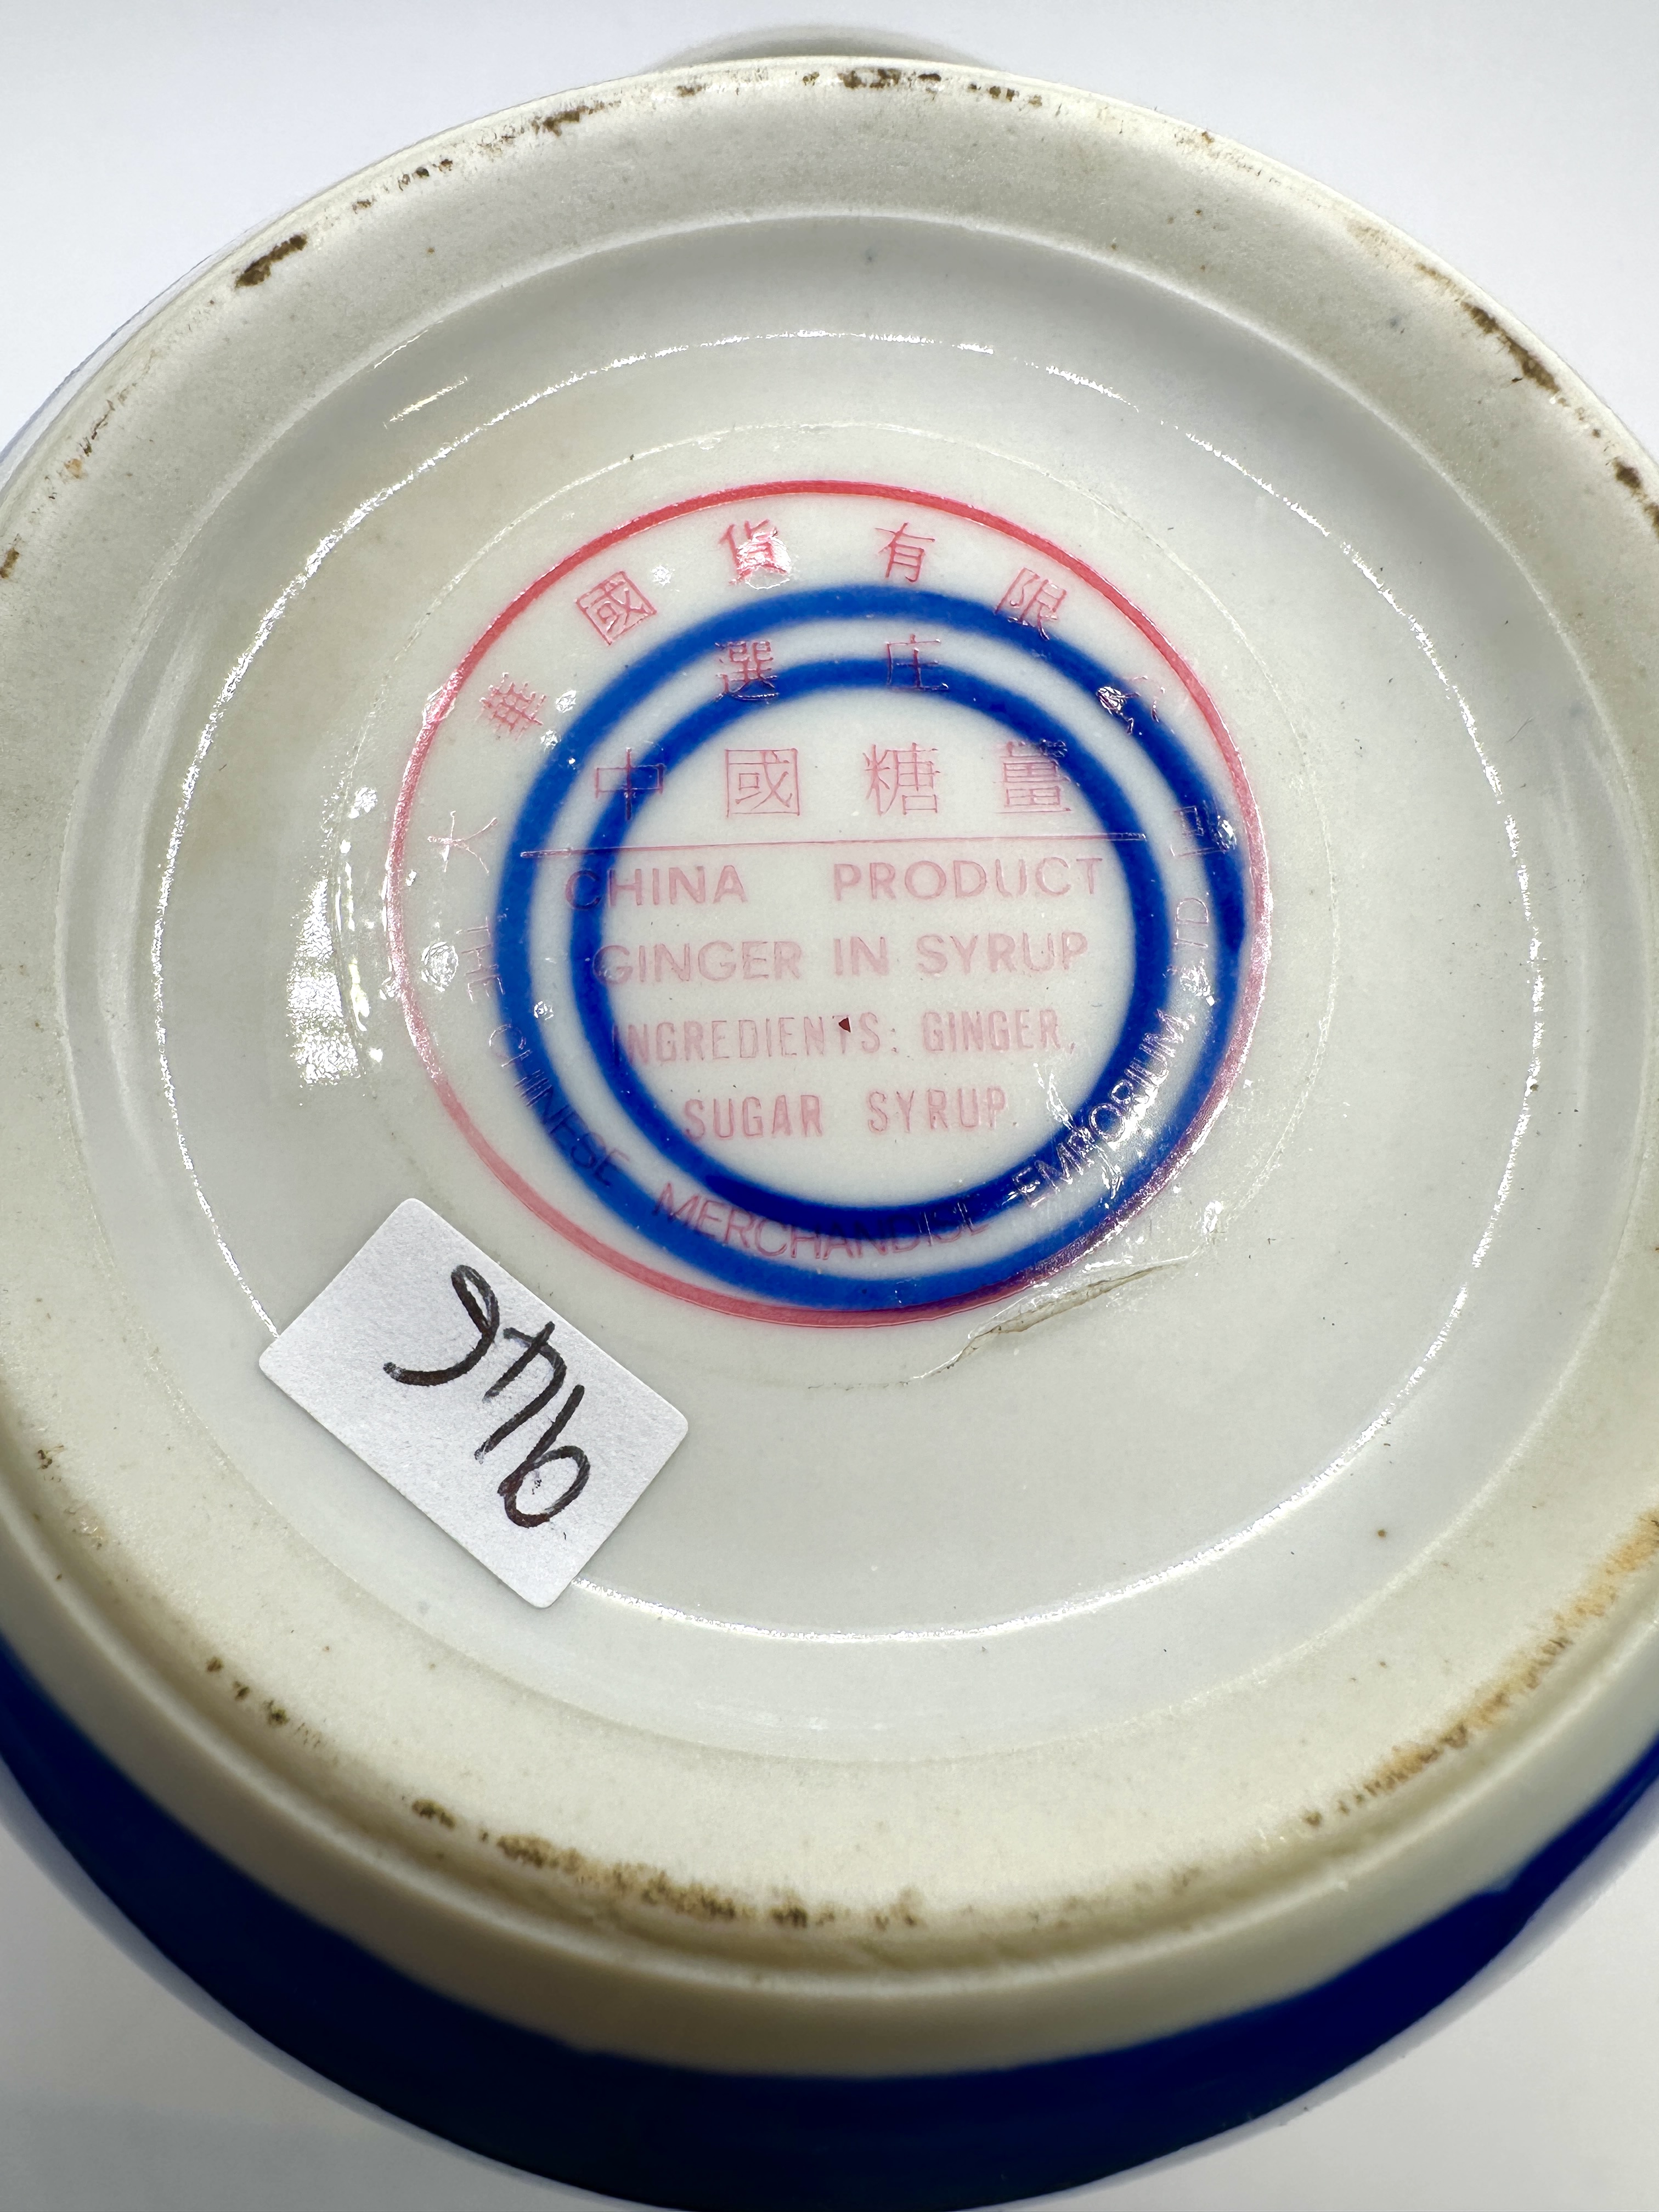 大華國貨有限公司
選庄
中國糖薑
CHINA PRODUCT
GINGER IN SYRUP
INGREDIENTS: GINGER,
SUGAR SYRUP.
THE CHINESE MERCHANDISE EMPORIUM, LTD
9446